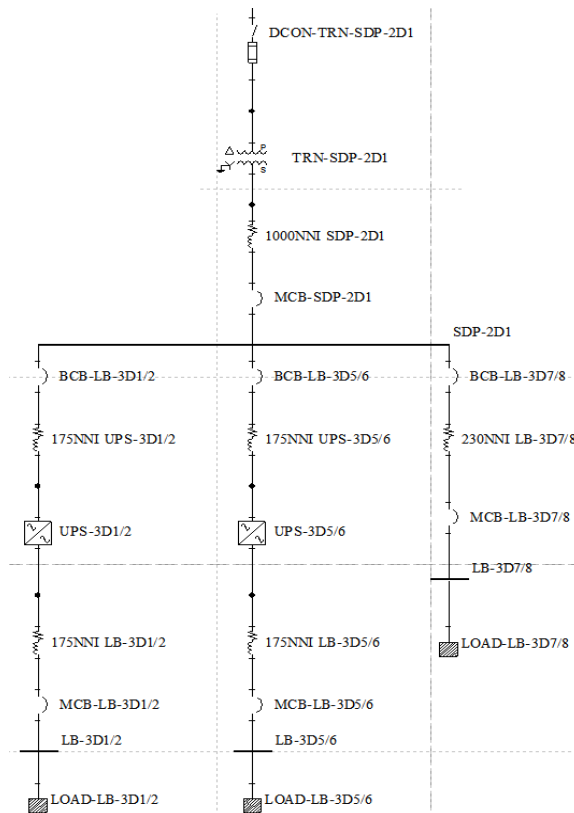 DCON-TRN-SDP-2D1
P
S
TRN-SDP-2D1
1000NNI SDP-2D1
MCB-SDP-2D1
SDP-2D1
BCB-LB-3D1/2 BCB-LB-3D5/6 BCB-LB-3D7/8
175NNI UPS-3D1/2 175NNI UPS-3D5/6 230NNI LB-3D7/8
MCB-LB-3D7/8
UPS-3D1/2 UPS-3D5/6
LB-3D7/8
175NNI LB-3D1/2 175NNI LB-3D5/6 LOAD-LB-3D7/8
MCB-LB-3D1/2 MCB-LB-3D5/6
LB-3D1/2 LB-3D5/6
LOAD-LB-3D1/2 LOAD-LB-3D5/6